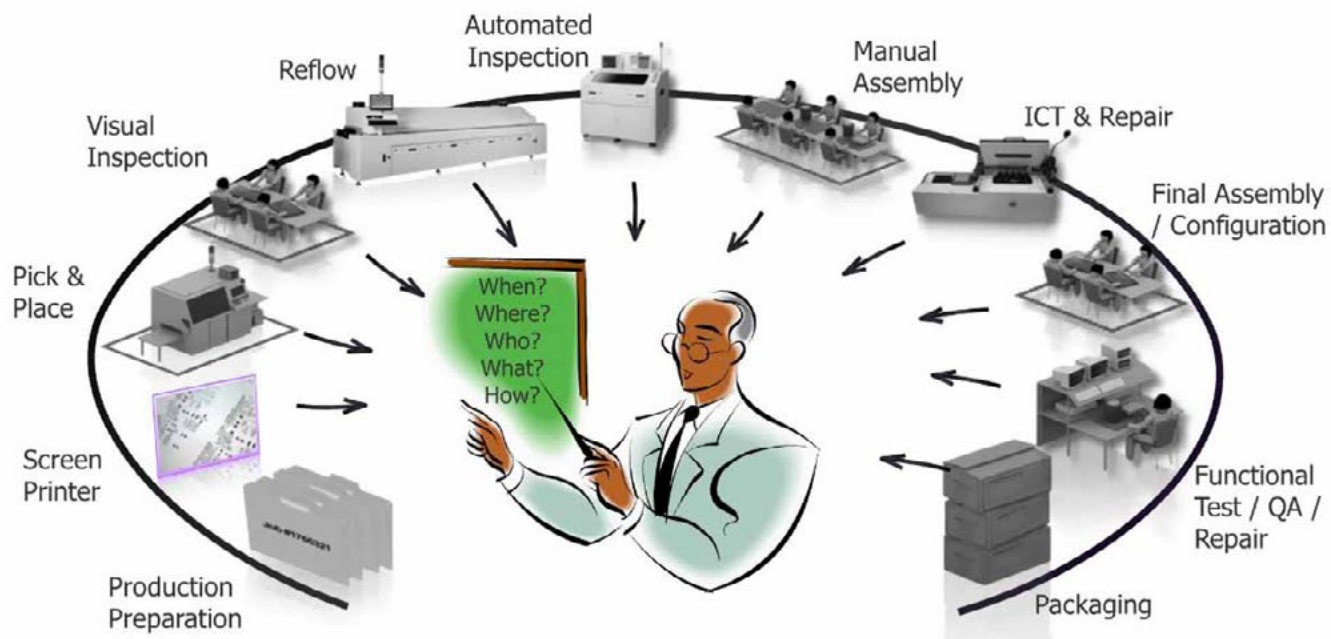 Automated
Inspection
Reflow
Manual
Assembly
Visual
Inspection
ICT & Repair
Final Assembly
/ Configuration
Pick &
Place
When?
Where?
Who?
What?
How?
Screen
Printer
Functional
Test / QA /
Repair
Production
Preparation
Packaging